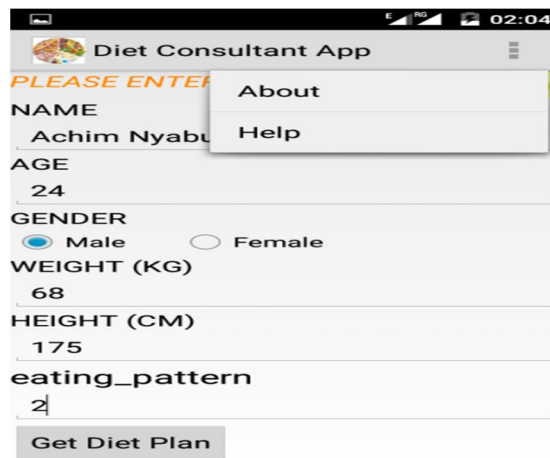 E RG 02:04
Diet Consultant App
PLEASE ENTER
About
NAME
Achim Nyabu
Help
AGE
24
GENDER
Male Female
WEIGHT (KG)
68
HEIGHT (CM)
175
eating_pattern
2
Get Diet Plan